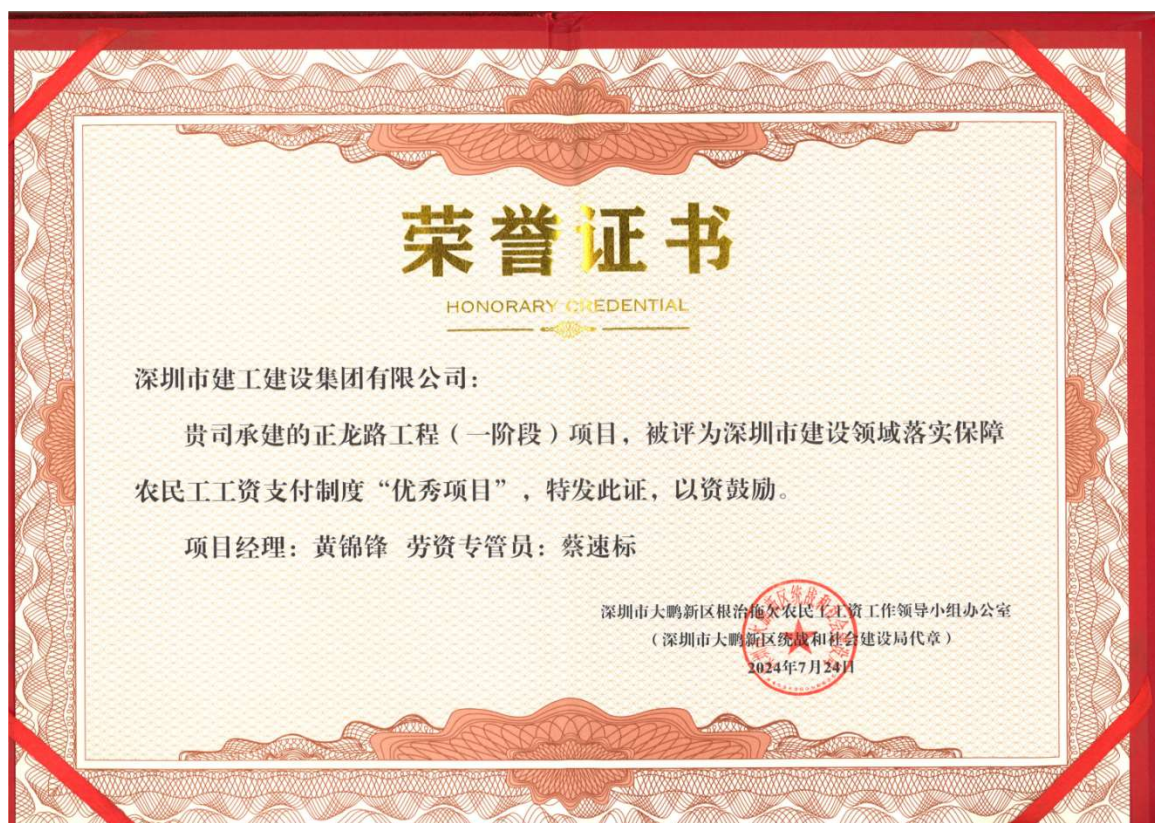 荣誉证书
HONORARY CREDENTIAL
深圳市建工建设集团有限公司：
贵司承建的正龙路工程（一阶段）项目，被评为深圳市建设领域落实保障
农民工工资支付制度“优秀项目”，特发此证，以资鼓励。
项目经理：黄锦锋 劳资专管员：蔡速标
深圳市大鹏新区根治拖欠农民工工资工作领导小组办公室
（深圳市大鹏新区统战和社会建设局代章）
2024年7月24日